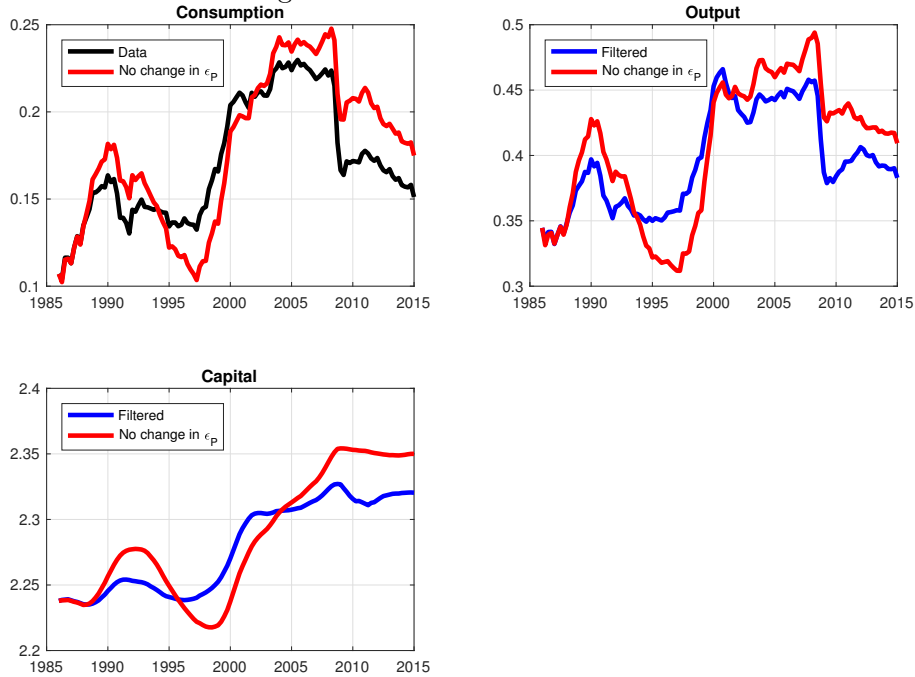 Consumption
0.25
0.2
0.15
0.1
1985 1990 1995 2000 2005 2010 2015
Data
No change in ϵ_P
Output
0.5
0.45
0.4
0.35
0.3
1985 1990 1995 2000 2005 2010 2015
Filtered
No change in ϵ_P
Capital
2.4
2.35
2.3
2.25
2.2
1985 1990 1995 2000 2005 2010 2015
Filtered
No change in ϵ_P